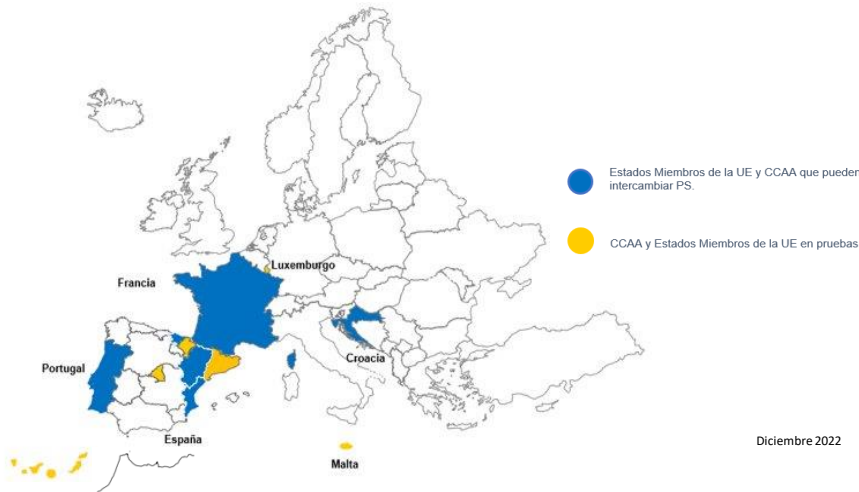 Estados Miembros de la UE y CCAA que pueden
intercambiar PS.
CCAA y Estados Miembros de la UE en pruebas
Luxemburgo
Francia
Croacia
Portugal
España
Malta
Diciembre 2022